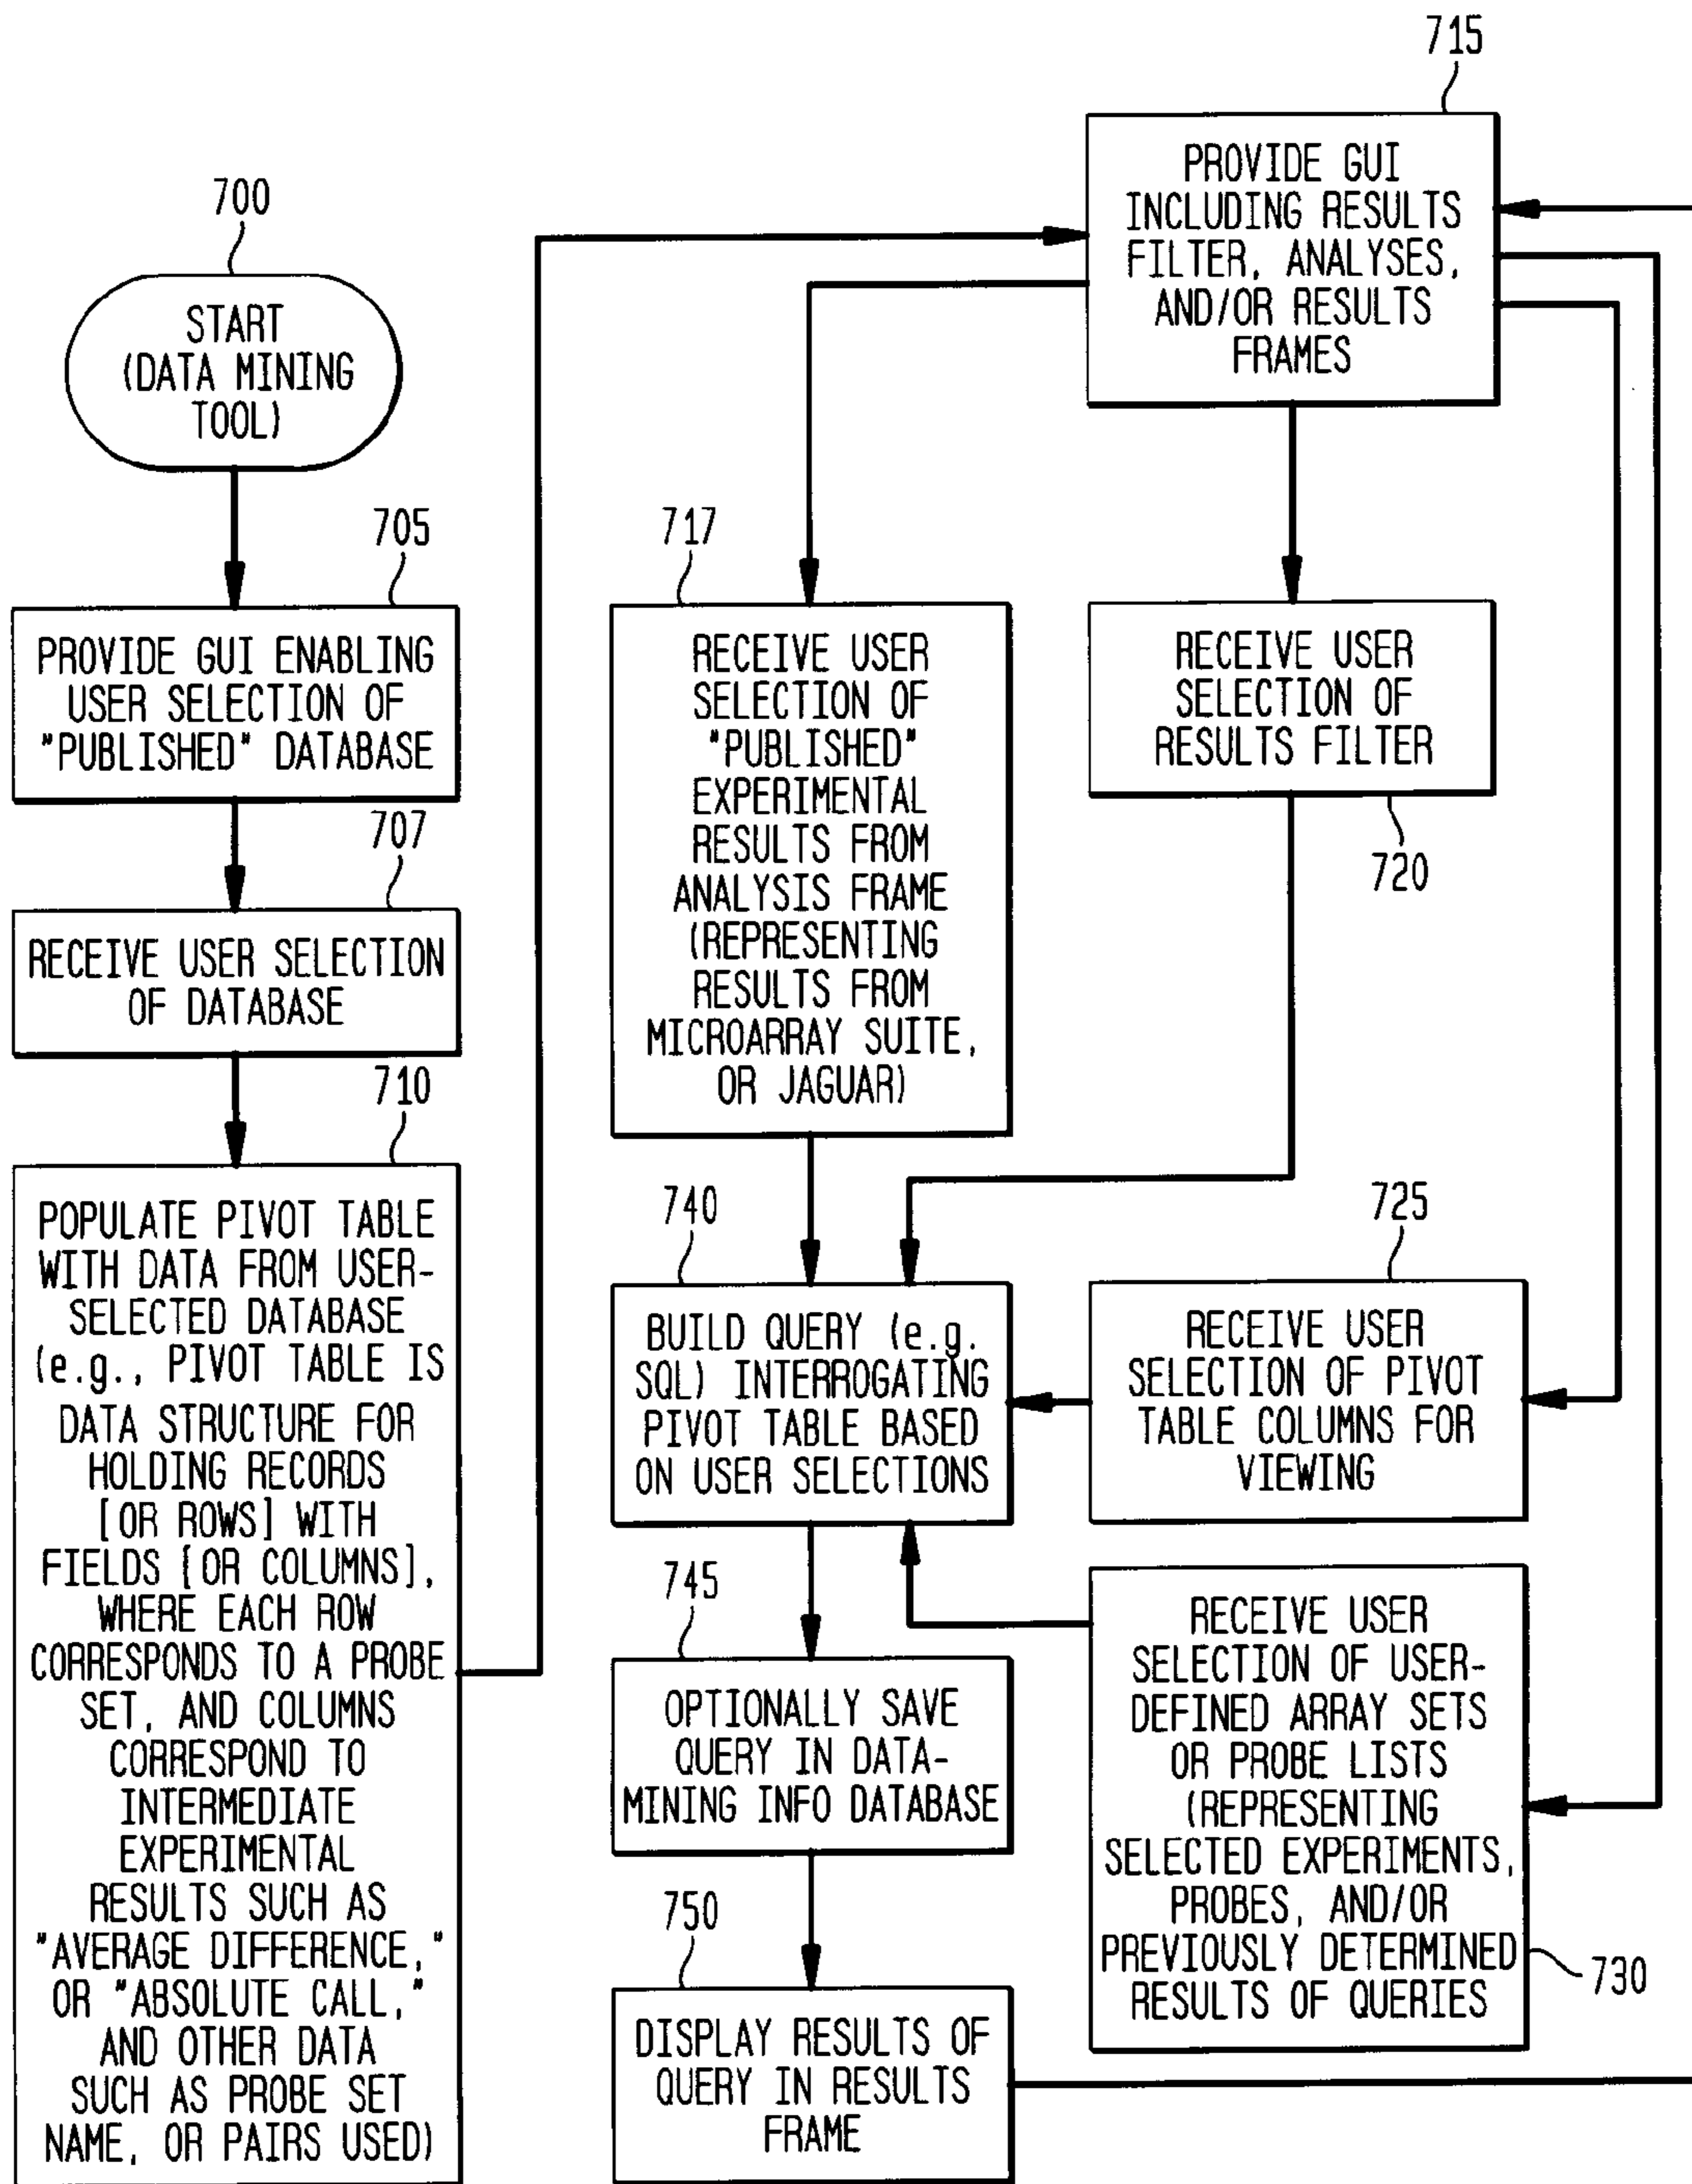 700
START
(DATA MINING
TOOL)
705
PROVIDE GUI ENABLING
USER SELECTION OF
"PUBLISHED" DATABASE
707
RECEIVE USER SELECTION
OF DATABASE
710
POPULATE PIVOT TABLE
WITH DATA FROM USER-
SELECTED DATABASE
(e.g., PIVOT TABLE IS
DATA STRUCTURE FOR
HOLDING RECORDS
[OR ROWS] WITH
FIELDS [OR COLUMNS],
WHERE EACH ROW
CORRESPONDS TO A PROBE
SET, AND COLUMNS
CORRESPOND TO
INTERMEDIATE
EXPERIMENTAL
RESULTS SUCH AS
"AVERAGE DIFFERENCE,"
OR "ABSOLUTE CALL,"
AND OTHER DATA
SUCH AS PROBE SET
NAME, OR PAIRS USED)
715
PROVIDE GUI
INCLUDING RESULTS
FILTER, ANALYSES,
AND/OR RESULTS
FRAMES
717
RECEIVE USER
SELECTION OF
"PUBLISHED"
EXPERIMENTAL
RESULTS FROM
ANALYSIS FRAME
(REPRESENTING
RESULTS FROM
MICROARRAY SUITE,
OR JAGUAR)
RECEIVE USER
SELECTION OF
RESULTS FILTER
720
725
RECEIVE USER
SELECTION OF PIVOT
TABLE COLUMNS FOR
VIEWING
RECEIVE USER
SELECTION OF USER-
DEFINED ARRAY SETS
OR PROBE LISTS
(REPRESENTING
SELECTED EXPERIMENTS,
PROBES, AND/OR
PREVIOUSLY DETERMINED
RESULTS OF QUERIES
730
740
BUILD QUERY (e.g.
SQL) INTERROGATING
PIVOT TABLE BASED
ON USER SELECTIONS
745
OPTIONALLY SAVE
QUERY IN DATA-
MINING INFO DATABASE
750
DISPLAY RESULTS OF
QUERY IN RESULTS
FRAME